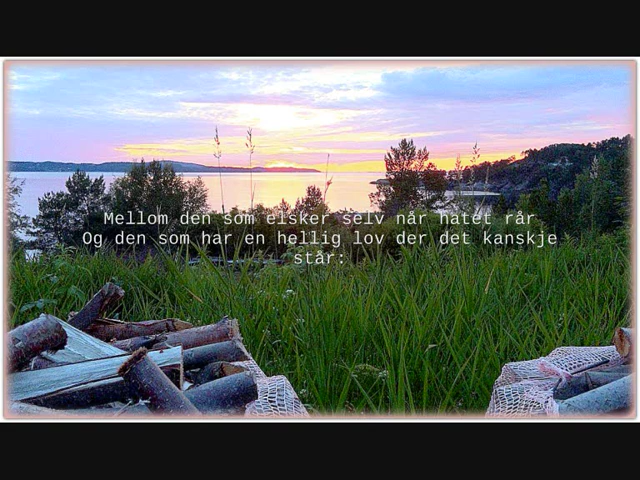 Mellom den som elsker selv når hatet rår
Og den som har en hellig lov der det kanskje
står: